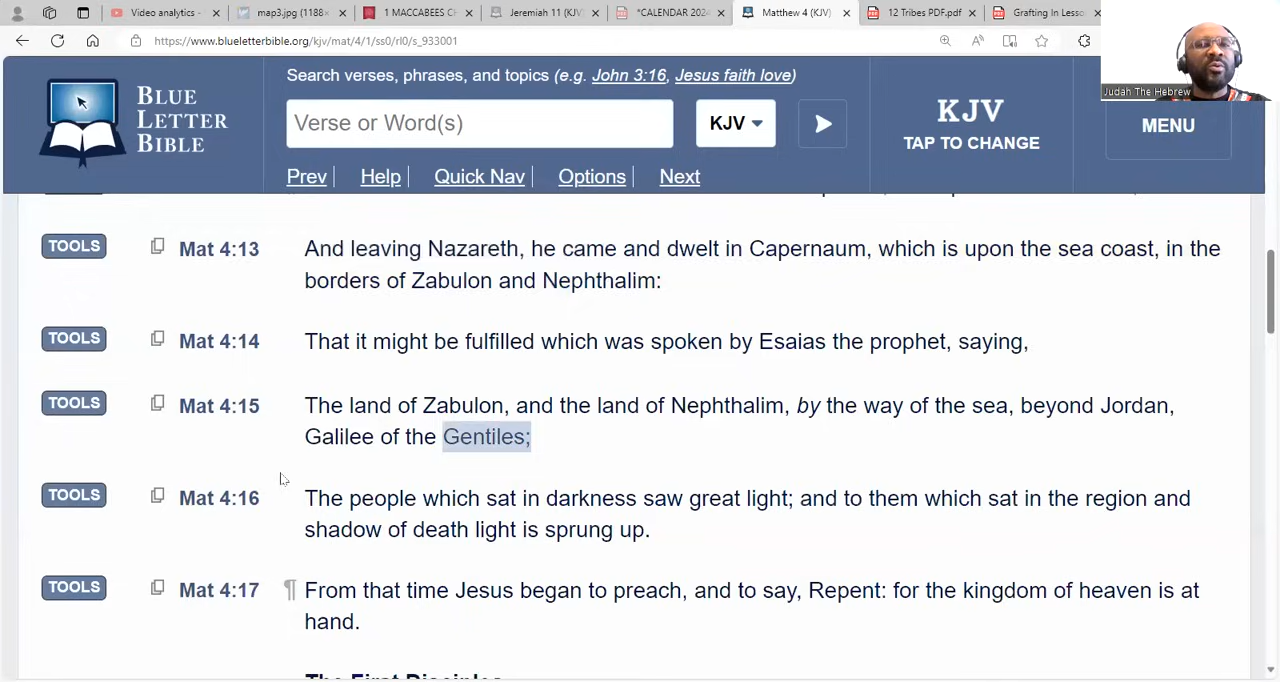 Video analytics -
map3.jpg (1188×
1 MACCABEES CH
Jeremiah 11 (KJV)
*CALENDAR 2024
Matthew 4 (KJV)
12 Tribes PDF.pdf
Grafting In Lesso
https://www.blueletterbible.org/kjv/mat/4/1/ss0/rl0/s_933001
Judah The Hebrew
BLUE
LETTER
BIBLE
Search verses, phrases, and topics (e.g. John 3:16, Jesus faith love)
Verse or Word(s)
KJV
KJV
TAP TO CHANGE
MENU
Prev | Help | Quick Nav | Options | Next
TOOLS Mat 4:13 And leaving Nazareth, he came and dwelt in Capernaum, which is upon the sea coast, in the
borders of Zabulon and Nephthalim:
TOOLS Mat 4:14 That it might be fulfilled which was spoken by Esaias the prophet, saying,
TOOLS Mat 4:15 The land of Zabulon, and the land of Nephthalim, by the way of the sea, beyond Jordan,
Galilee of the Gentiles;
TOOLS Mat 4:16 The people which sat in darkness saw great light; and to them which sat in the region and
shadow of death light is sprung up.
TOOLS Mat 4:17 ¶ From that time Jesus began to preach, and to say, Repent: for the kingdom of heaven is at
hand.
The First Disciples